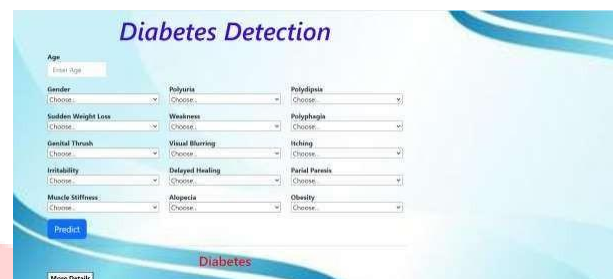 Diabetes Detection
Age
Enter Age
Gender Polyuria Polydipsia
Choose... Choose... Choose...
Sudden Weight Loss Weakness Polyphagia
Choose... Choose... Choose...
Genital Thrush Visual Blurring Itching
Choose... Choose... Choose...
Irritability Delayed Healing Parial Paresis
Choose... Choose... Choose...
Muscle Stiffness Alopecia Obesity
Choose... Choose... Choose...
Predict
Diabetes
More Details